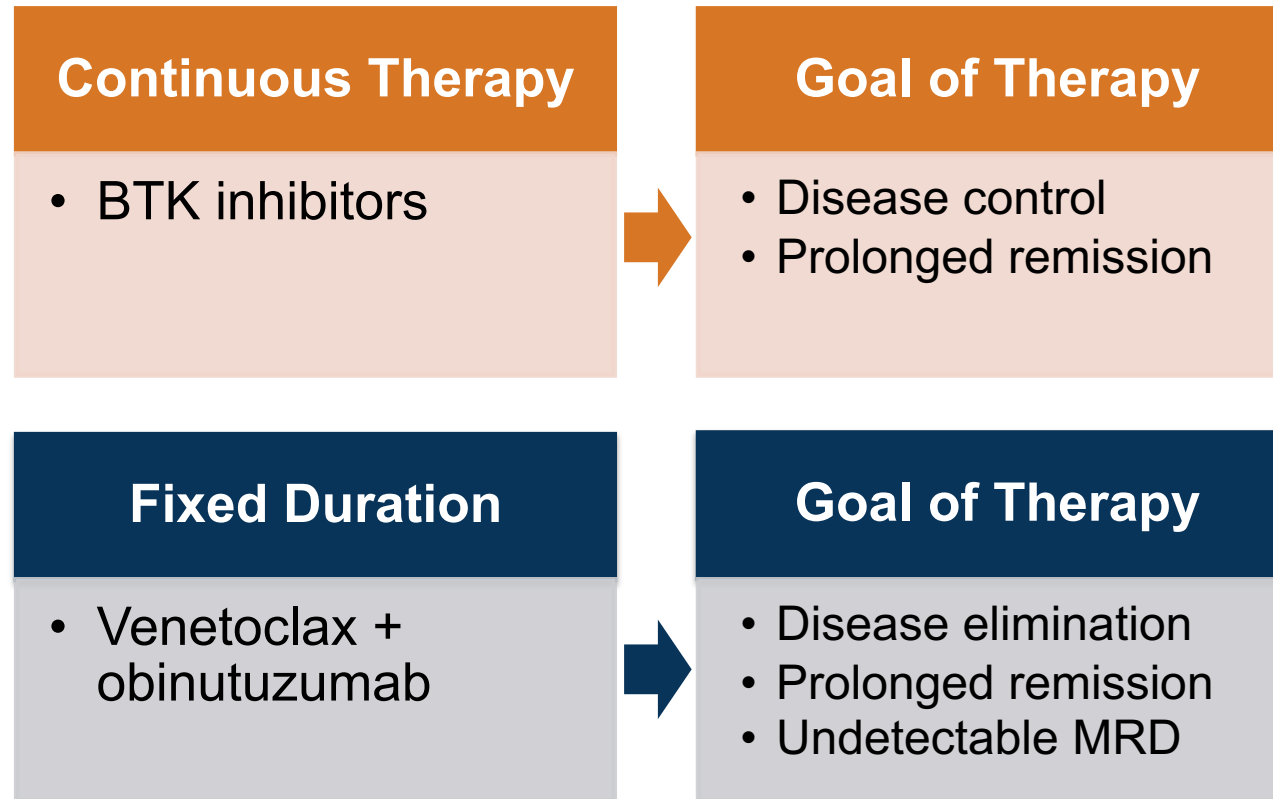 Continuous Therapy
• BTK inhibitors
Goal of Therapy
• Disease control
• Prolonged remission
Fixed Duration
• Venetoclax +
obinutuzumab
Goal of Therapy
• Disease elimination
• Prolonged remission
• Undetectable MRD